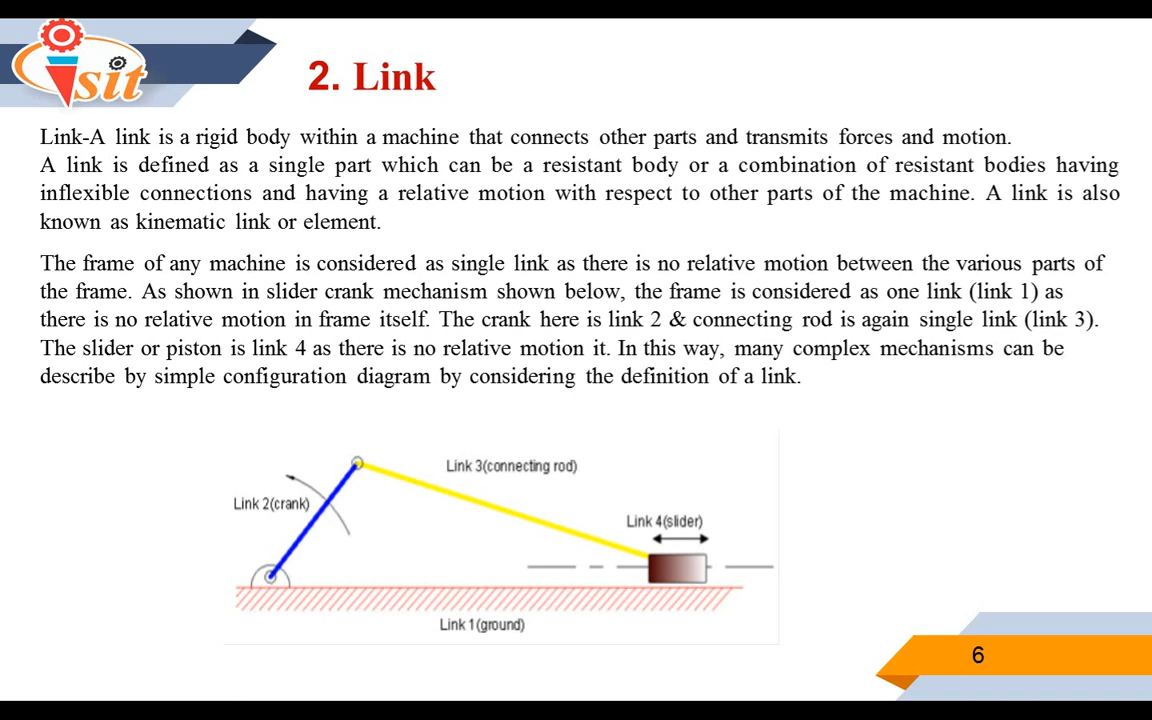 sit
2. Link
Link-A link is a rigid body within a machine that connects other parts and transmits forces and motion.
A link is defined as a single part which can be a resistant body or a combination of resistant bodies having
inflexible connections and having a relative motion with respect to other parts of the machine. A link is also
known as kinematic link or element.
The frame of any machine is considered as single link as there is no relative motion between the various parts of
the frame. As shown in slider crank mechanism shown below, the frame is considered as one link (link 1) as
there is no relative motion in frame itself. The crank here is link 2 & connecting rod is again single link (link 3).
The slider or piston is link 4 as there is no relative motion it. In this way, many complex mechanisms can be
describe by simple configuration diagram by considering the definition of a link.
Link 3(connecting rod)
Link 2(crank)
Link 4(slider)
Link 1(ground)
6